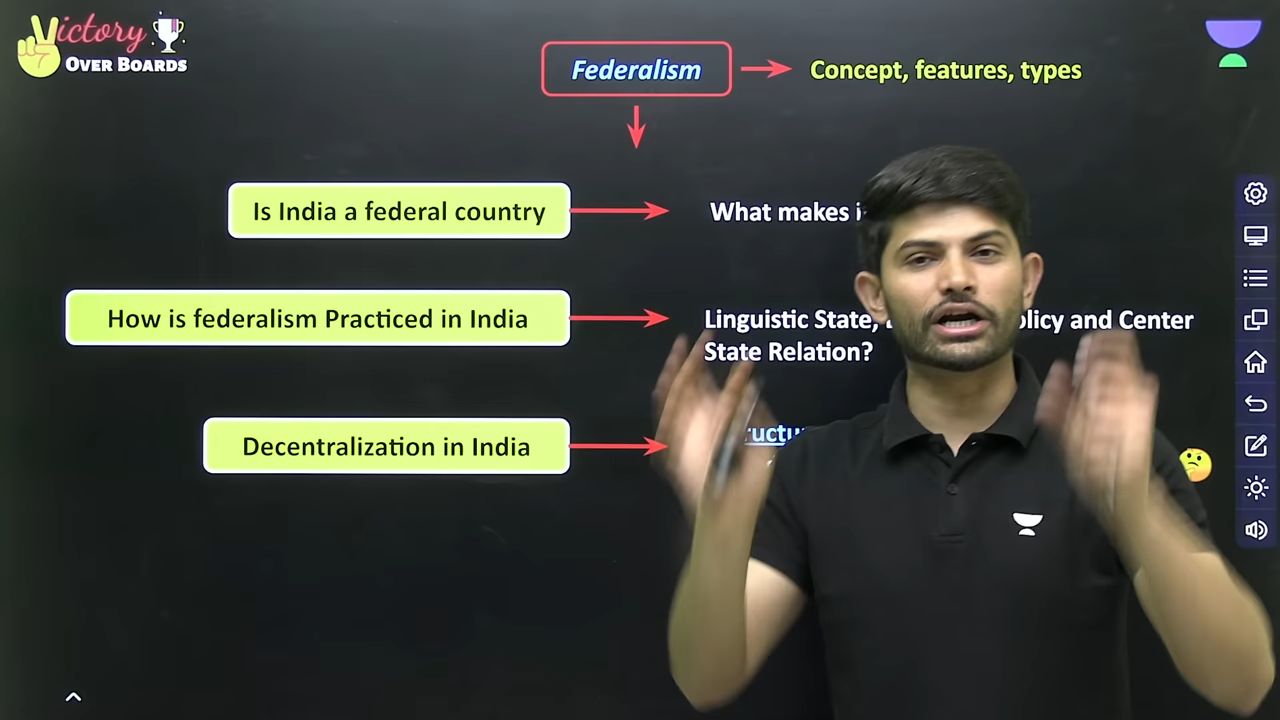 Victory
Over Boards
Federalism
Concept, features, types
Is India a federal country
What makes
How is federalism Practiced in India
Linguistic State, policy and Center
State Relation?
Decentralization in India